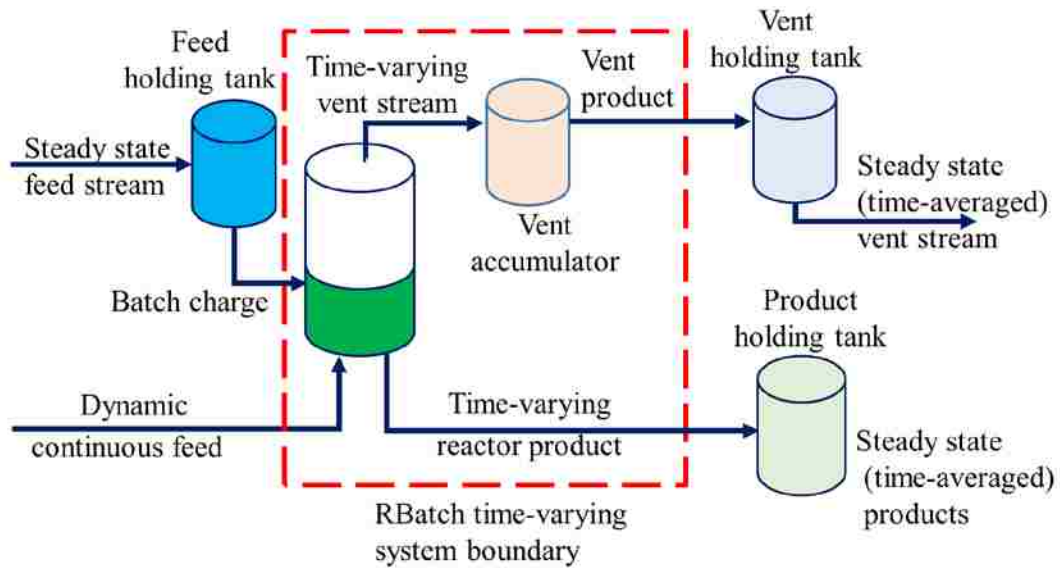 Feed
holding tank
Time-varying
vent stream
Vent
product
Vent
holding tank
Steady state
feed stream
Steady state
(time-averaged)
vent stream
Vent
accumulator
Batch charge
Product
holding tank
Dynamic
continuous feed
Time-varying
reactor product
Steady state
(time-averaged)
products
RBatch time-varying
system boundary